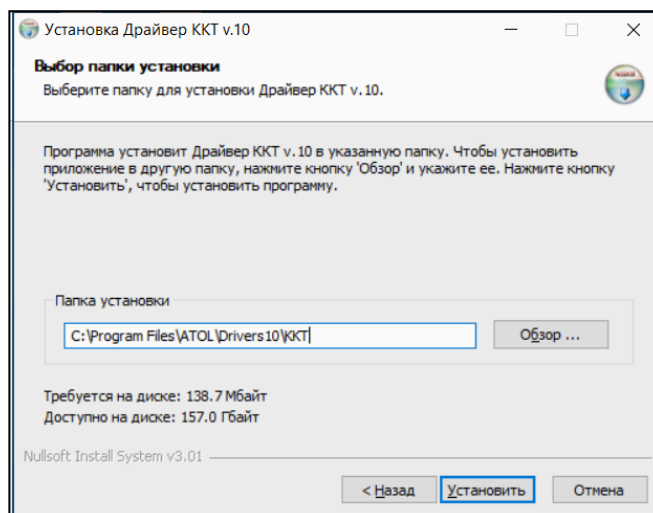 Установка Драйвер ККТ v.10
Выбор папки установки
Выберите папку для установки Драйвер ККТ v.10.
Программа установит Драйвер ККТ v.10 в указанную папку. Чтобы установить
приложение в другую папку, нажмите кнопку 'Обзор' и укажите ее. Нажмите кнопку
'Установить', чтобы установить программу.
Папка установки
C:\Program Files\ATOL\Drivers10\KKT
Обзор ...
Требуется на диске: 138.7 Мбайт
Доступно на диске: 157.0 Гбайт
Nullsoft Install System v3.01
< Назад Установить Отмена